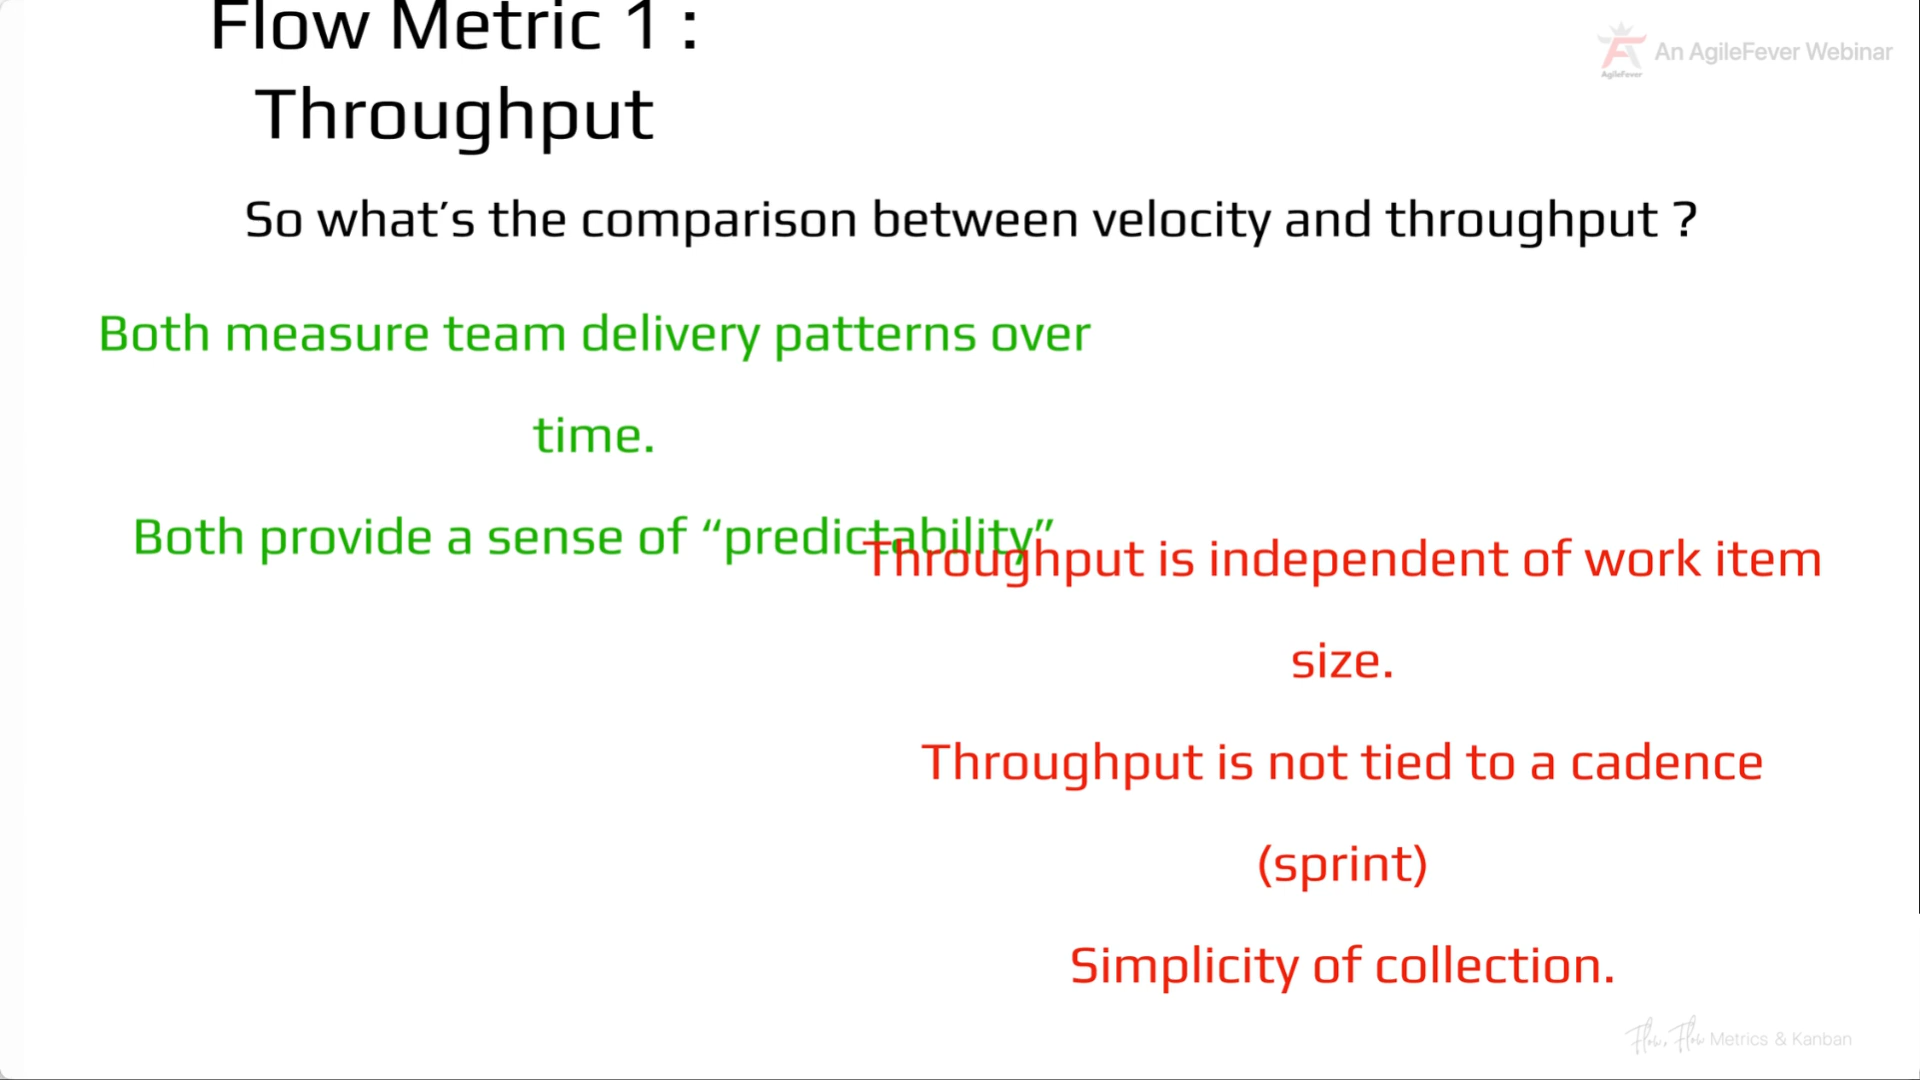 Flow Metric 1 :
Throughput
An AgileFever Webinar
AgileFever
So what′s the comparison between velocity and throughput ?
Both measure team delivery patterns over
time.
Both provide a sense of “predictability”
Throughput is independent of work item
size.
Throughput is not tied to a cadence
(sprint)
Simplicity of collection.
Flow, Flow Metrics & Kanban